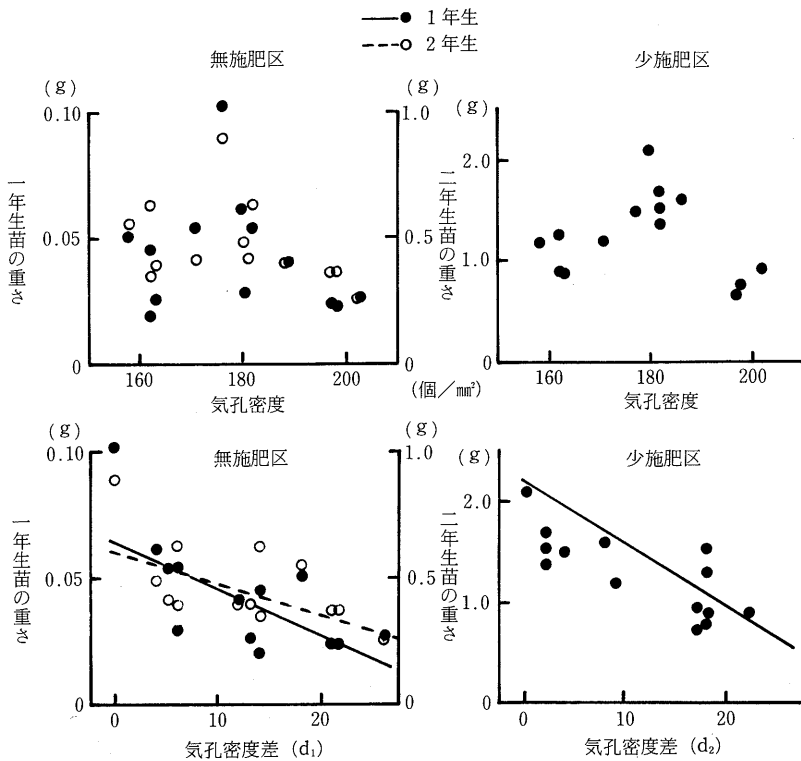 1年生
2年生
無施肥区
少施肥区
(g)
(g)
(g)
0.10
0.05
0
1.0
0.5
0
2.0
1.0
0
一年生苗の重さ
二年生苗の重さ
160
180
200
(個/㎟)
160
180
200
気孔密度
気孔密度
(g)
無施肥区
(g)
(g)
少施肥区
0.10
0.05
0
1.0
0.5
0
2.0
1.0
0
一年生苗の重さ
二年生苗の重さ
0
10
20
0
10
20
気孔密度差(d₁)
気孔密度差(d₂)